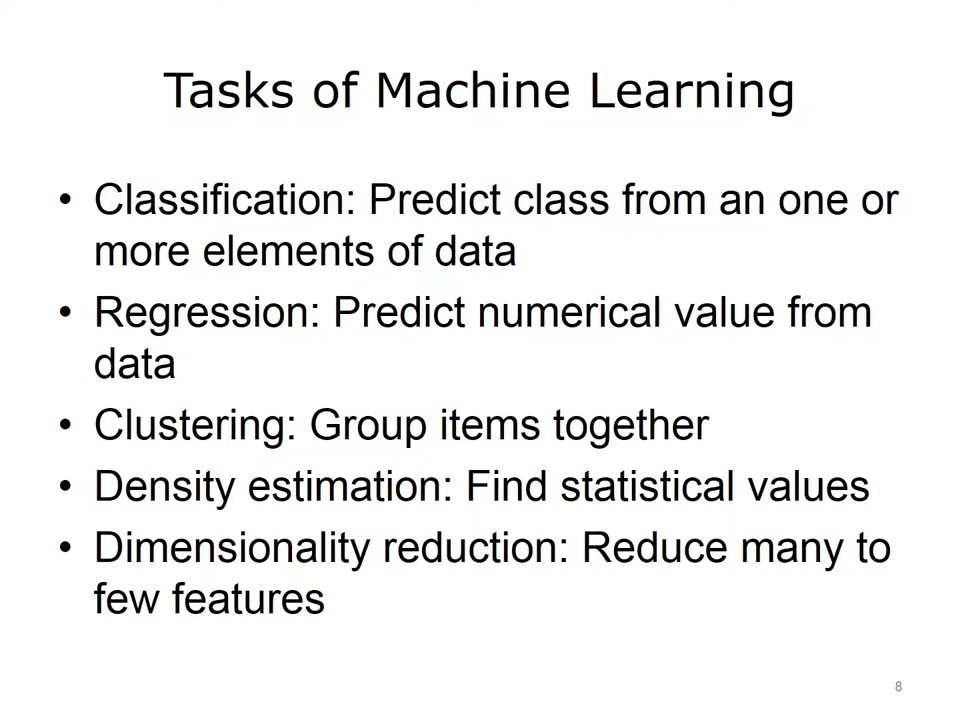 Tasks of Machine Learning
• Classification: Predict class from an one or
more elements of data
• Regression: Predict numerical value from
data
• Clustering: Group items together
• Density estimation: Find statistical values
• Dimensionality reduction: Reduce many to
few features
8